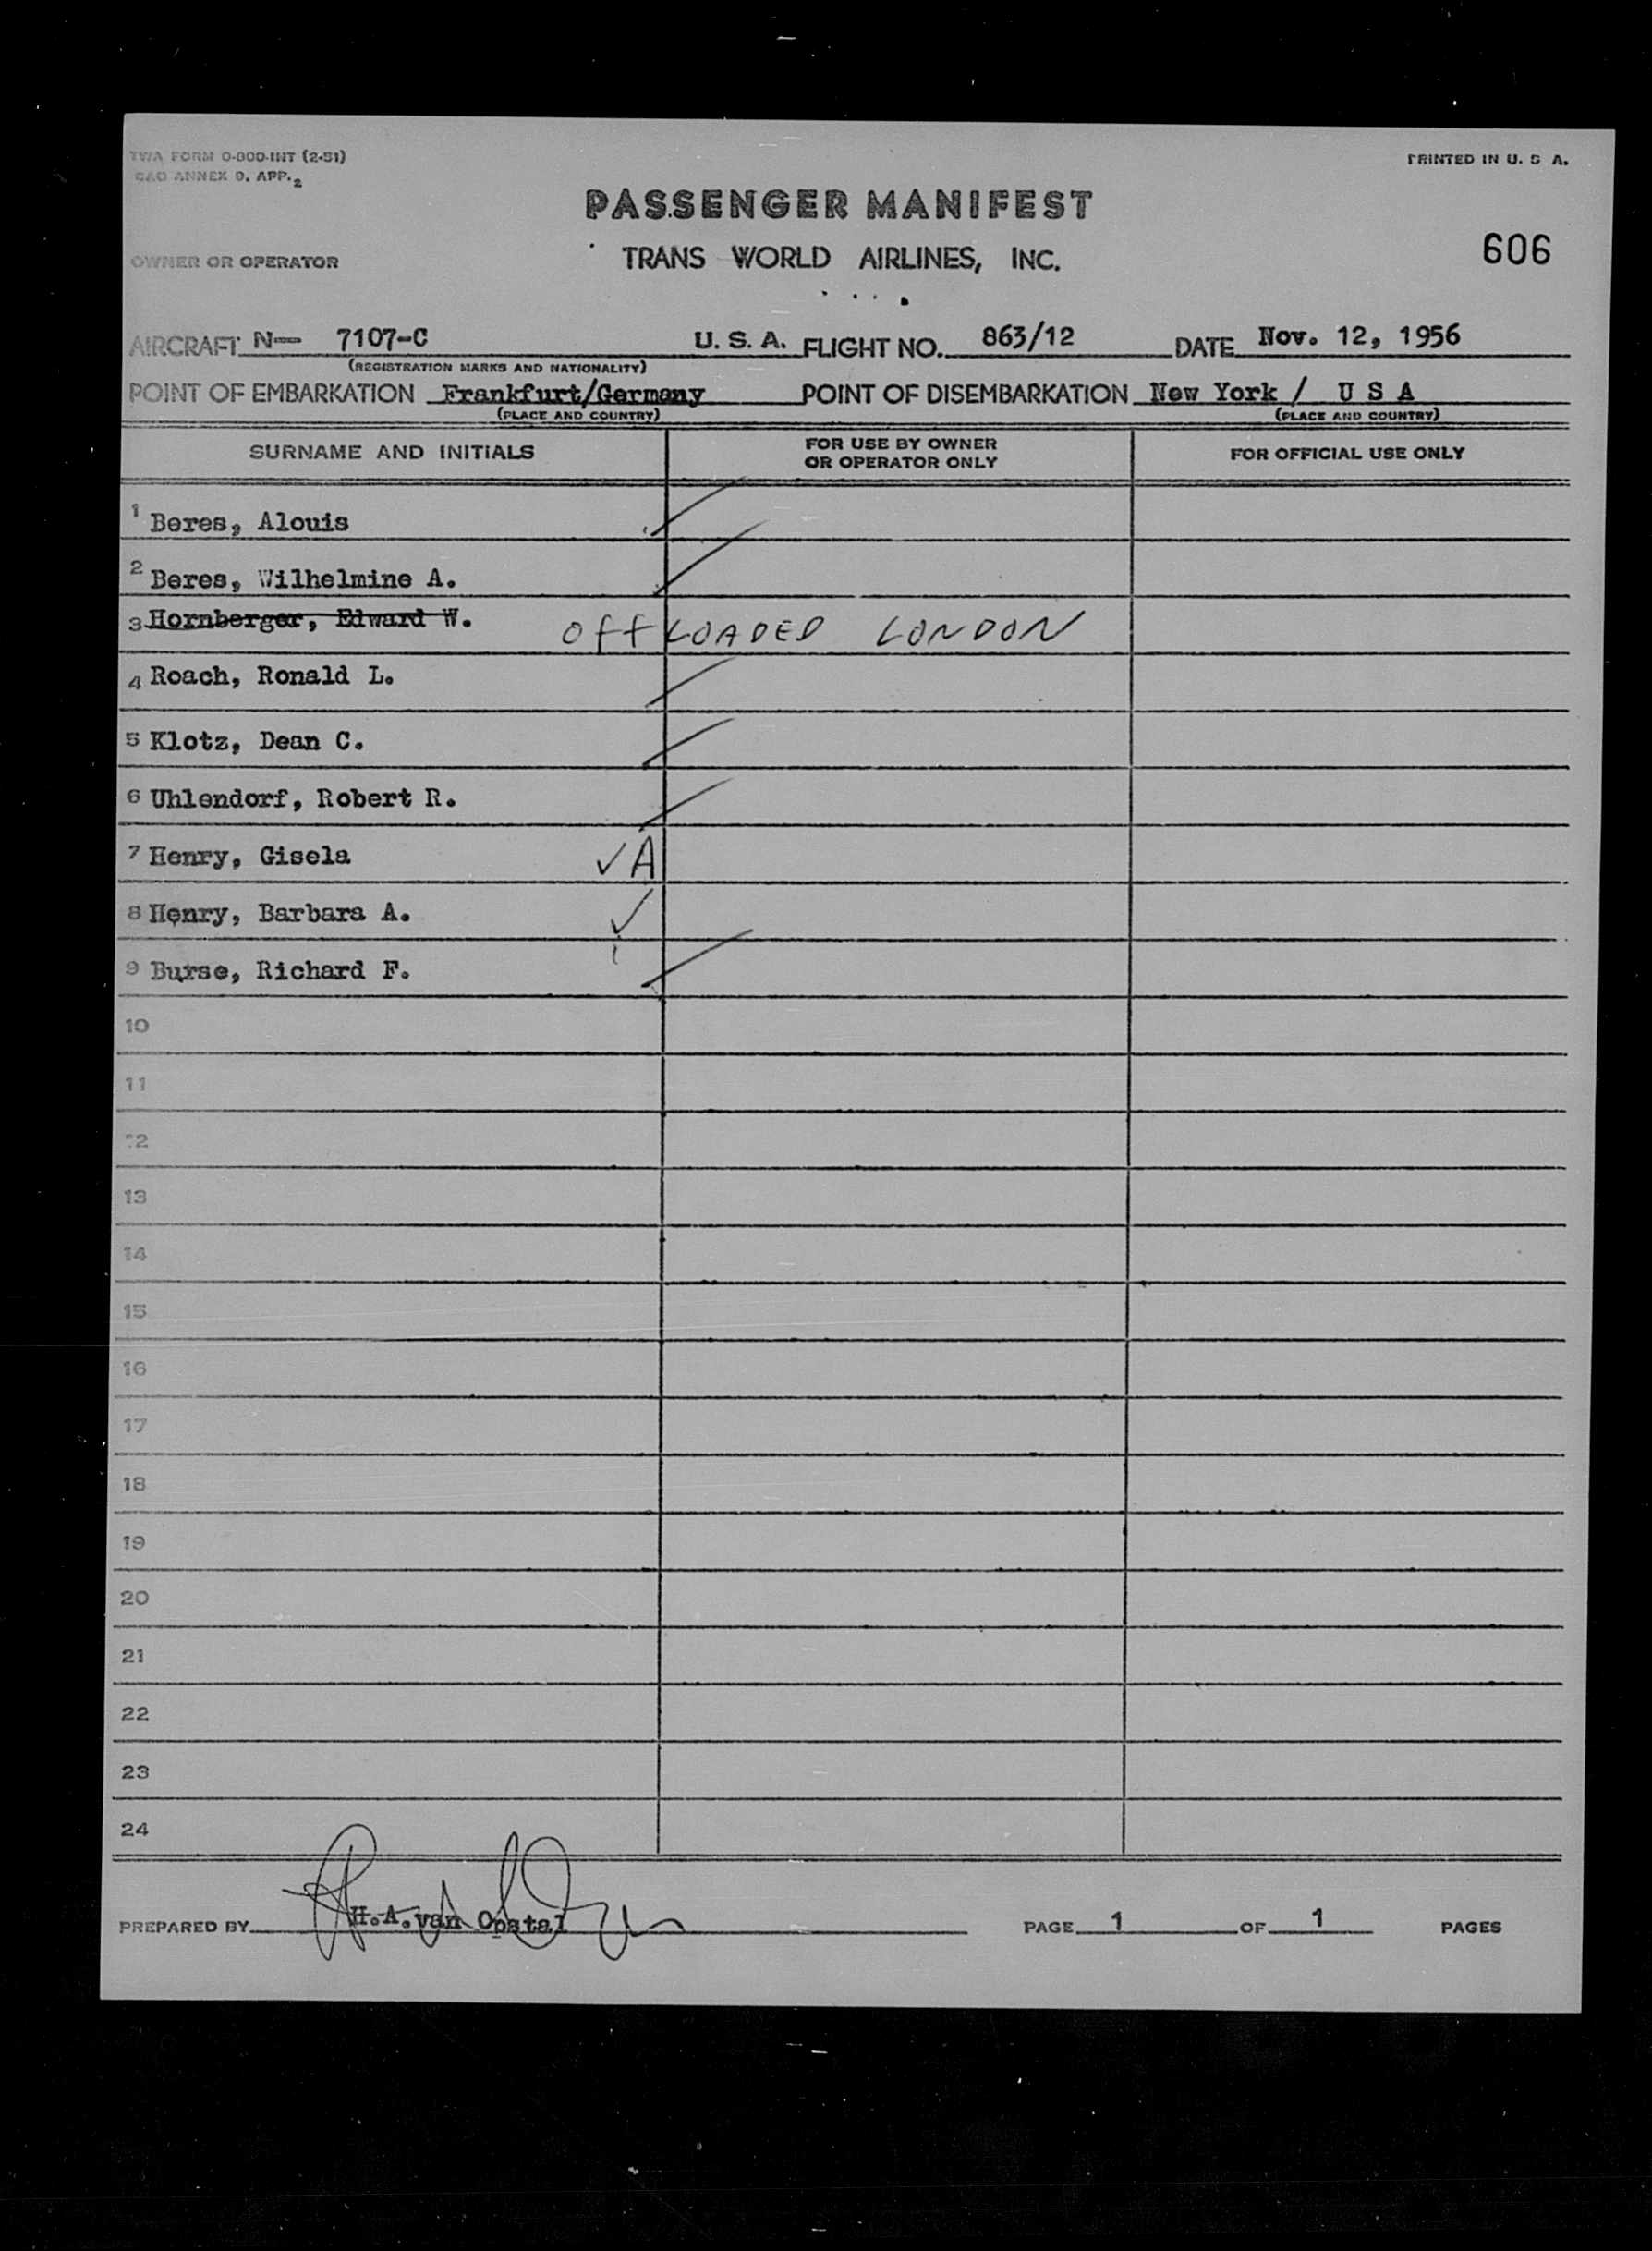 TWA FORM 0-800-INT (2-51)
PRINTED IN U. S A.
CAO ANNEX 9. APP. 2
PASSENGER MANIFEST
OWNER OR OPERATOR
TRANS WORLD AIRLINES, INC.
606
AIRCRAFT N— 7107-C U. S. A. FLIGHT NO. 863/12 DATE Nov. 12, 1956
(REGISTRATION MARKS AND NATIONALITY)
POINT OF EMBARKATION Frankfurt/Germany POINT OF DISEMBARKATION New York / U S A
(PLACE AND COUNTRY) (PLACE AND COUNTRY)
SURNAME AND INITIALS FOR USE BY OWNER OR OPERATOR ONLY FOR OFFICIAL USE ONLY
1 Beres, Alouis
2 Beres, Wilhelmine A.
3 Hornberger, Edward W. OFFLOADED LONDON
4 Roach, Ronald L.
5 Klotz, Dean C.
6 Uhlendorf, Robert R.
7 Henry, Gisela ✓ A
8 Henry, Barbara A. ✓
9 Burse, Richard F.
10
11
12
13
14
15
16
17
18
19
20
21
22
23
24
PREPARED BY H.A. van Opstal PAGE 1 OF 1 PAGES